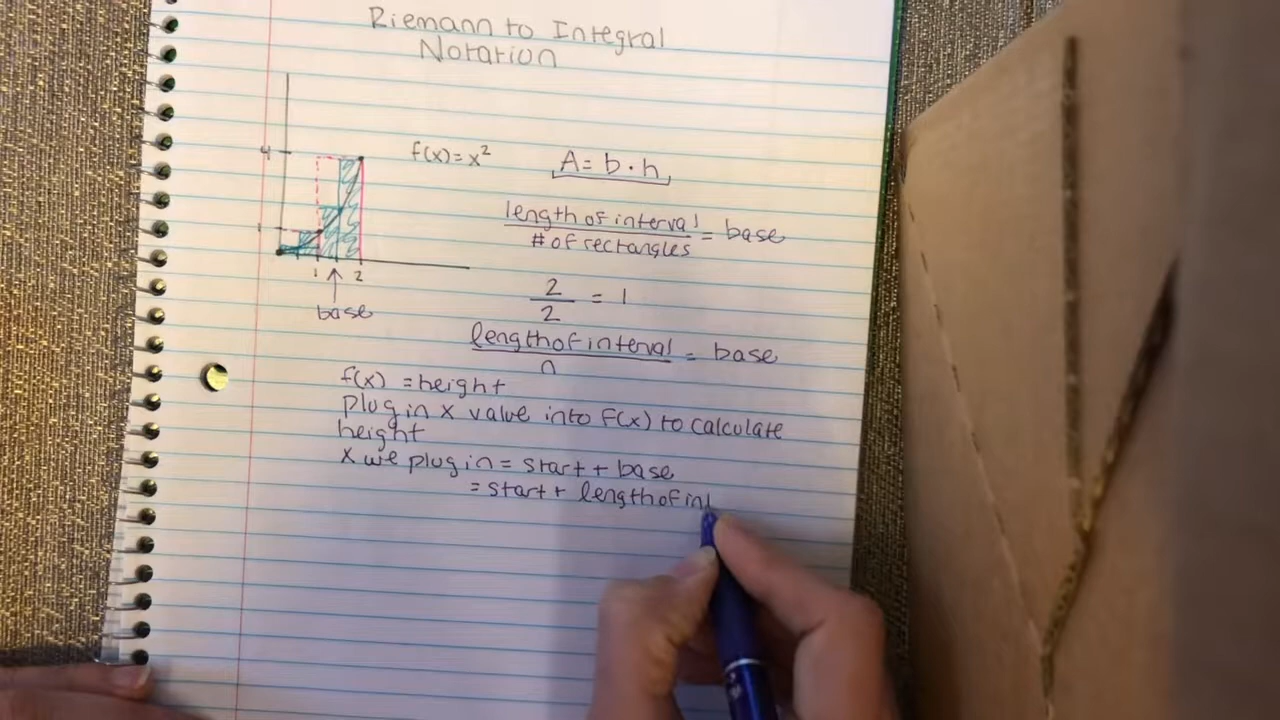 Riemann to Integral
Notation
4
f(x)=x²
A=b·h
length of interval
# of rectangles
= base
1
1 2
base
2
2
= 1
length of interval
n
= base
f(x) = height
plug in x value into f(x) to calculate
height
x we plug in = start + base
= start + length of int